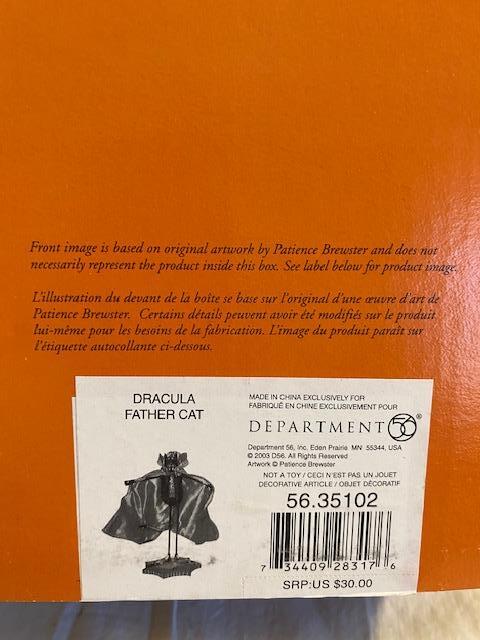 Front image is based on original artwork by Patience Brewster and does not
necessarily represent the product inside this box. See label below for product image.
L'illustration du devant de la boîte se base sur l'original d'une œuvre d'art de
Patience Brewster. Certains détails peuvent avoir été modifiés sur le produit
lui-même pour les besoins de la fabrication. L'image du produit paraît sur
l'étiquette autocollante ci-dessous.
DRACULA
FATHER CAT
MADE IN CHINA EXCLUSIVELY FOR
FABRIQUÉ EN CHINE EXCLUSIVEMENT POUR
DEPARTMENT 56®
Department 56, Inc. Eden Prairie MN 55344, USA
© 2003 D56. All Rights Reserved
Artwork © Patience Brewster
NOT A TOY / CECI N'EST PAS UN JOUET
DECORATIVE ARTICLE / OBJET DÉCORATIF
56.35102
7 34409 28317 6
SRP:US $30.00